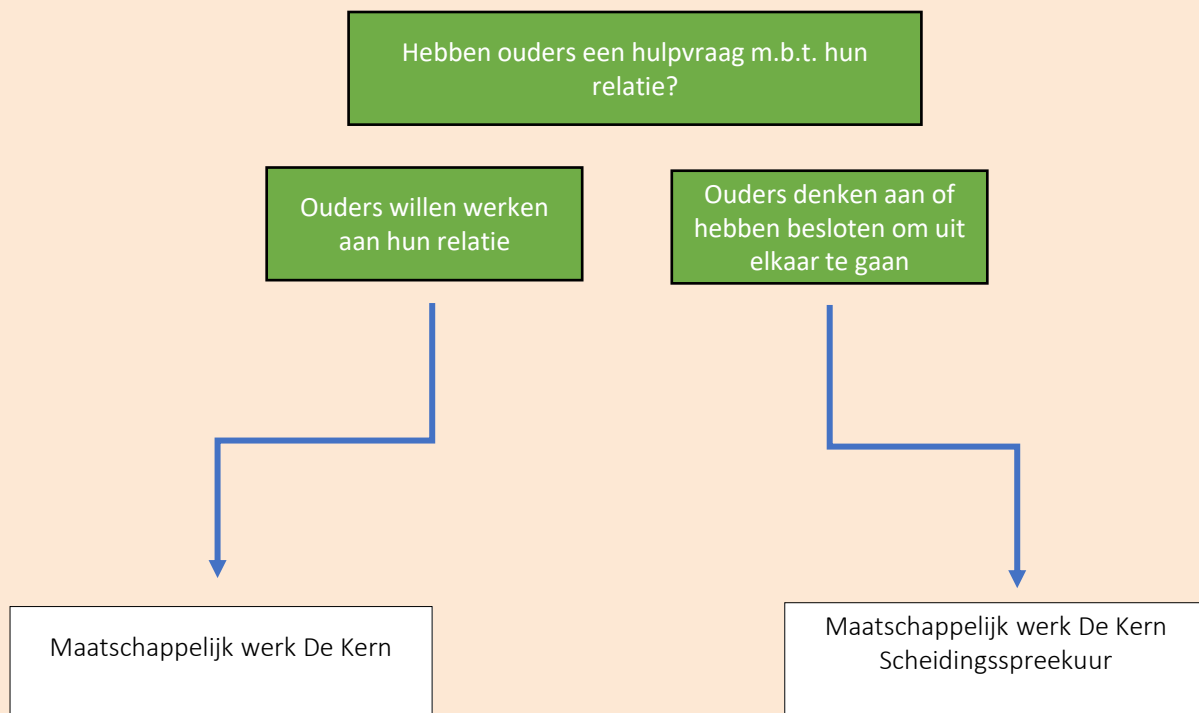 Hebben ouders een hulpvraag m.b.t. hun
relatie?
Ouders willen werken
aan hun relatie
Ouders denken aan of
hebben besloten om uit
elkaar te gaan
Maatschappelijk werk De Kern
Maatschappelijk werk De Kern
Scheidingsspreekuur